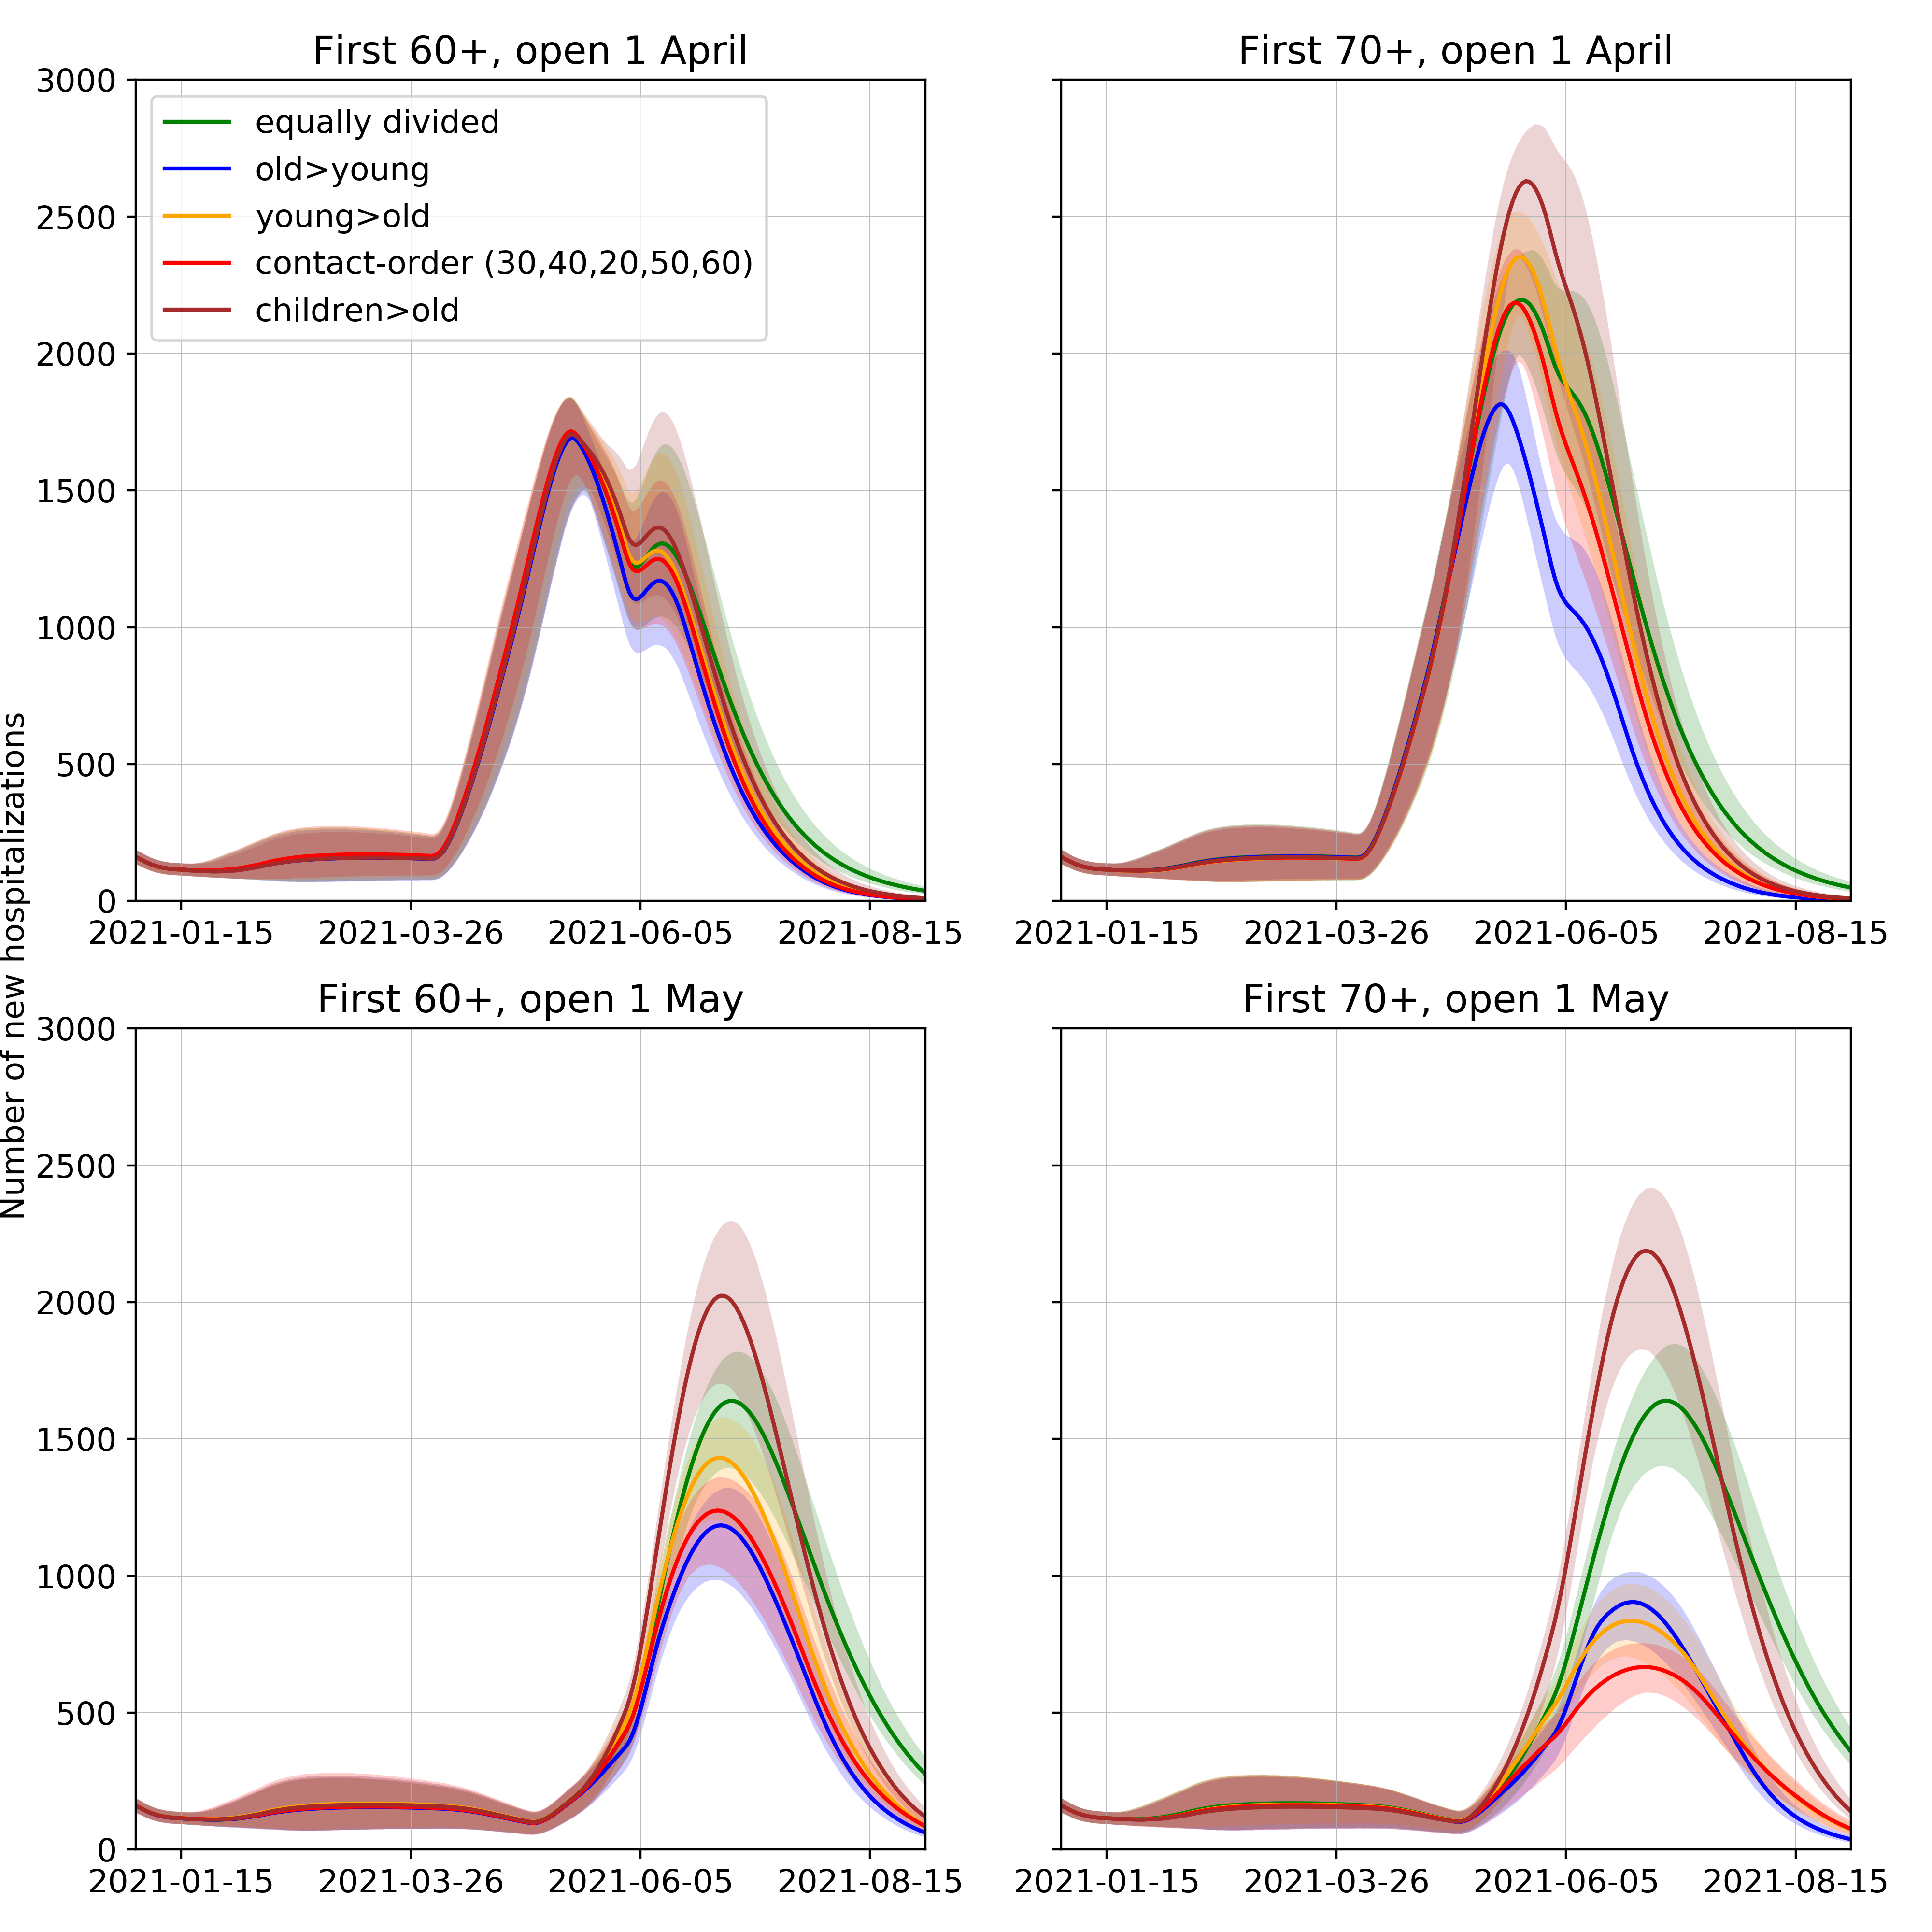 First 60+, open 1 April
3000
2500
2000
1500
1000
500
0
equally divided
old>young
young>old
contact-order (30,40,20,50,60)
children>old
2021-01-15 2021-03-26 2021-06-05 2021-08-15
First 70+, open 1 April
2021-01-15 2021-03-26 2021-06-05 2021-08-15
Number of new hospitalizations
First 60+, open 1 May
3000
2500
2000
1500
1000
500
0
2021-01-15 2021-03-26 2021-06-05 2021-08-15
First 70+, open 1 May
2021-01-15 2021-03-26 2021-06-05 2021-08-15